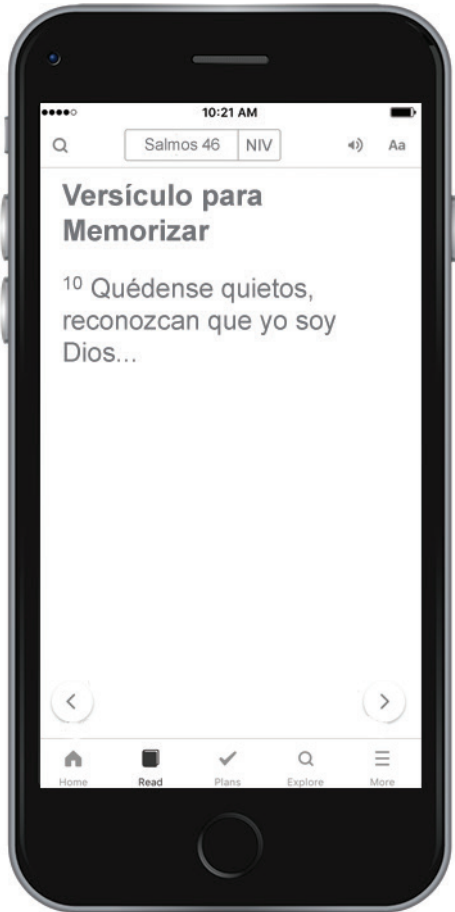 10:21 AM
Salmos 46 NIV Aa
Versículo para
Memorizar
10 Quédense quietos,
reconozcan que yo soy
Dios...
Home Read Plans Explore More